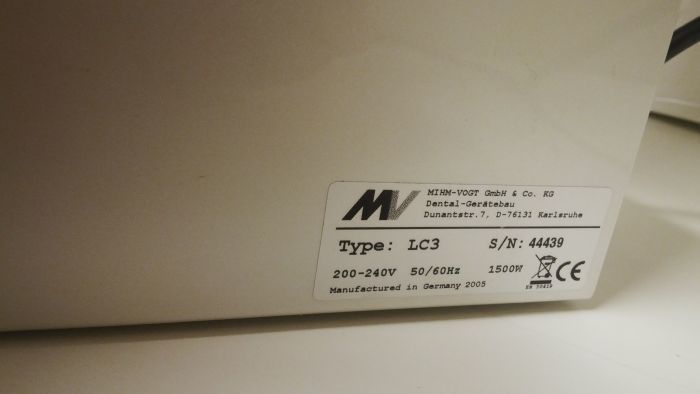 MV
MIHM-VOGT GmbH & Co. KG
Dental-Gerätebau
Dunantstr.7, D-76131 Karlsruhe
Type: LC3 S/N: 44439
200-240V 50/60Hz 1500W CE
Manufactured in Germany 2005